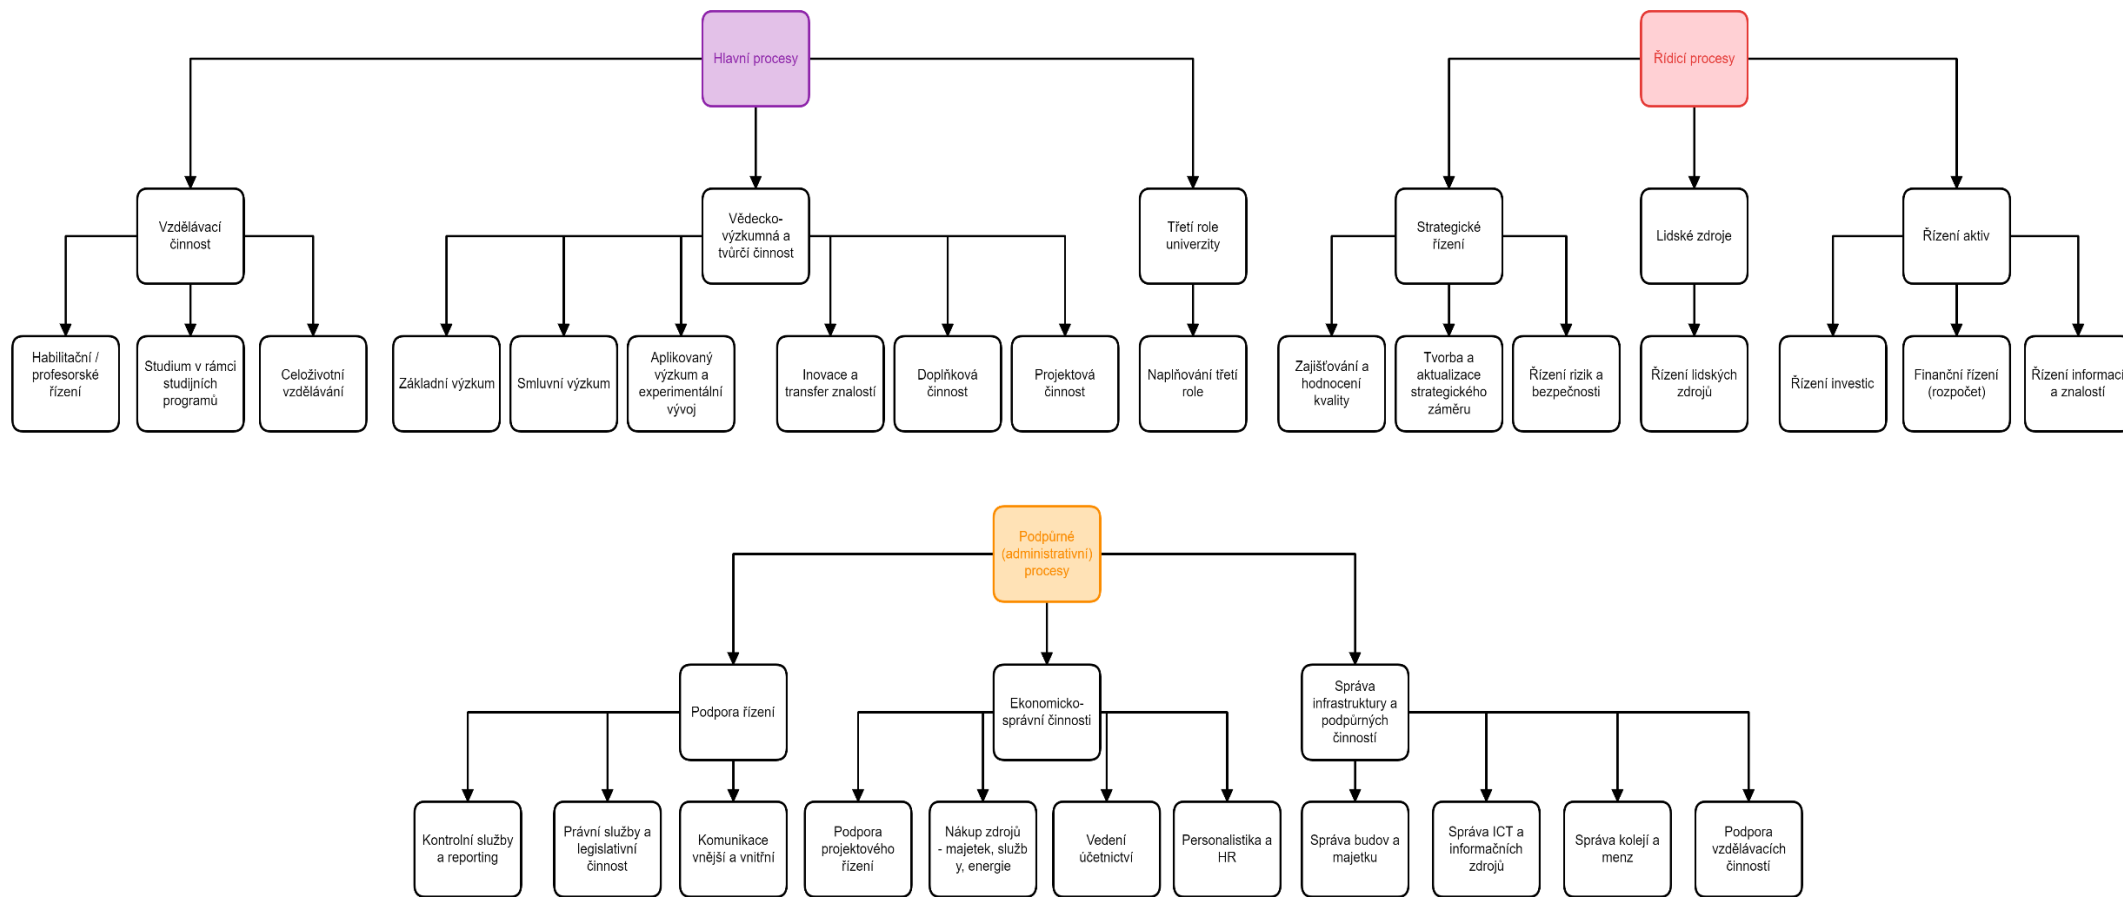 Hlavní procesy
Řídicí procesy
Vzdělávací
činnost
Vědecko-
výzkumná a
tvůrčí činnost
Třetí role
univerzity
Strategické
řízení
Lidské zdroje
Řízení aktiv
Habilitační /
profesorské
řízení
Studium v rámci
studijních
programů
Celoživotní
vzdělávání
Základní výzkum
Smluvní výzkum
Aplikovaný
výzkum a
experimentální
vývoj
Inovace a
transfer znalostí
Doplňková
činnost
Projektová
činnost
Naplňování třetí
role
Zajišťování a
hodnocení
kvality
Tvorba a
aktualizace
strategického
záměru
Řízení rizik a
bezpečnosti
Řízení lidských
zdrojů
Řízení investic
Finanční řízení
(rozpočet)
Řízení informací
a znalostí
Podpůrné
(administrativní)
procesy
Podpora řízení
Ekonomicko-
správní činnosti
Správa
infrastruktury a
podpůrných
činností
Kontrolní služby
a reporting
Právní služby a
legislativní
činnost
Komunikace
vnější a vnitřní
Podpora
projektového
řízení
Nákup zdrojů
- majetek, služb
y, energie
Vedení
účetnictví
Personalistika a
HR
Správa budov a
majetku
Správa ICT a
informačních
zdrojů
Správa kolejí a
menz
Podpora
vzdělávacích
činností